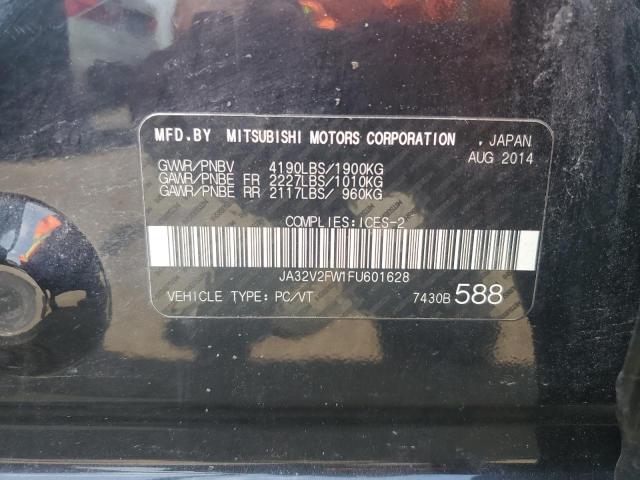 MFD.BY MITSUBISHI MOTORS CORPORATION , JAPAN
AUG 2014
GVWR/PNBV 4190LBS/1900KG
GAWR/PNBE FR 2227LBS/1010KG
GAWR/PNBE RR 2117LBS/ 960KG
COMPLIES:ICES-2
JA32V2FW1FU601628
VEHICLE TYPE: PC/VT 7430B 588